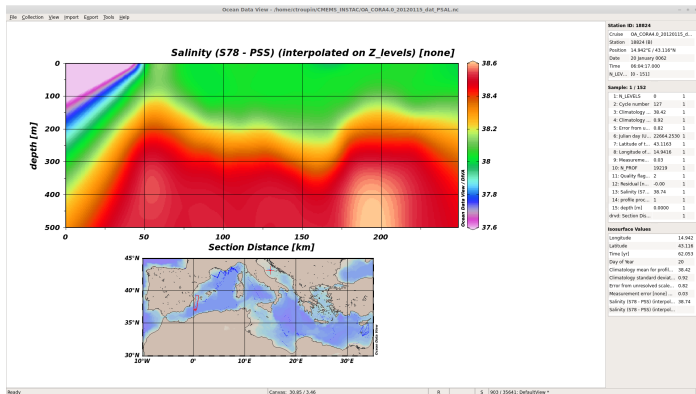 Ocean Data View - /home/ctroupin/CMEMS_INSTAC/OA_CORA4.0_20120115_dat_PSAL.nc
File Collection View Import Export Tools Help
Salinity (S78 - PSS) (interpolated on Z_levels) [none]
depth [m]
0
100
200
300
400
500
0
50
100
150
200
Section Distance [km]
38.6
38.4
38.2
38
37.8
37.6
Ocean Data View / DIVA
45°N
40°N
35°N
30°N
10°W
0°
10°E
20°E
30°E
Ocean Data View
Station ID: 18824
Cruise OA_CORA4.0_20120115_d...
Station 18824 (B)
Position 14.942°E / 43.116°N
Date 20 January 0062
Time 06:04:17.000
N_LEV... [0 - 151]
Sample: 1 / 152
1: N_LEVELS 0 1
2: Cycle number 127 1
3: Climatology ... 38.42 1
4: Climatology ... 0.92 1
5: Error from u... 0.82 1
6: julian day (U... 22664.2530 1
7: Latitude of t... 43.1163 1
8: Longitude of... 14.9416 1
9: Measureme... 0.03 1
10: N_PROF 19219 1
11: Quality flag... 2 1
12: Residual [n... -0.00 1
13: Salinity (S7... 38.74 1
14: profile proc... 1 1
15: depth [m] 0.0000 1
drvd: Section Dis...
Isosurface Values
Longitude 14.942
Latitude 43.116
Time [yr] 62.053
Day of Year 20
Climatology mean for profil... 38.42
Climatology standard deviat... 0.92
Error from unresolved scale... 0.82
Measurement error [none] ... 0.03
Salinity (S78 - PSS) (interpol... 38.74
Salinity (S78 - PSS) (interpol...
Ready
Canvas: 30.85 / 3.46
R
S
903 / 35641: DefaultView *